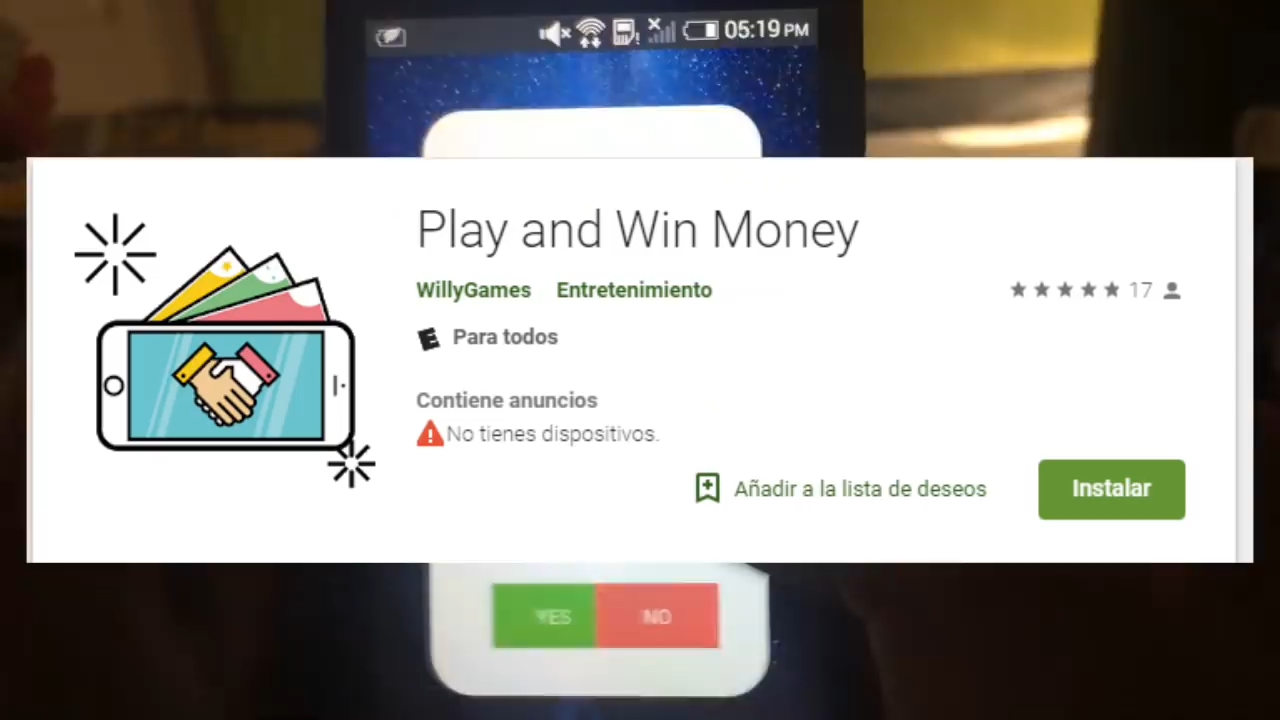 05:19 PM
Play and Win Money
WillyGames Entretenimiento
17
E Para todos
Contiene anuncios
No tienes dispositivos.
Añadir a la lista de deseos Instalar
YES NO